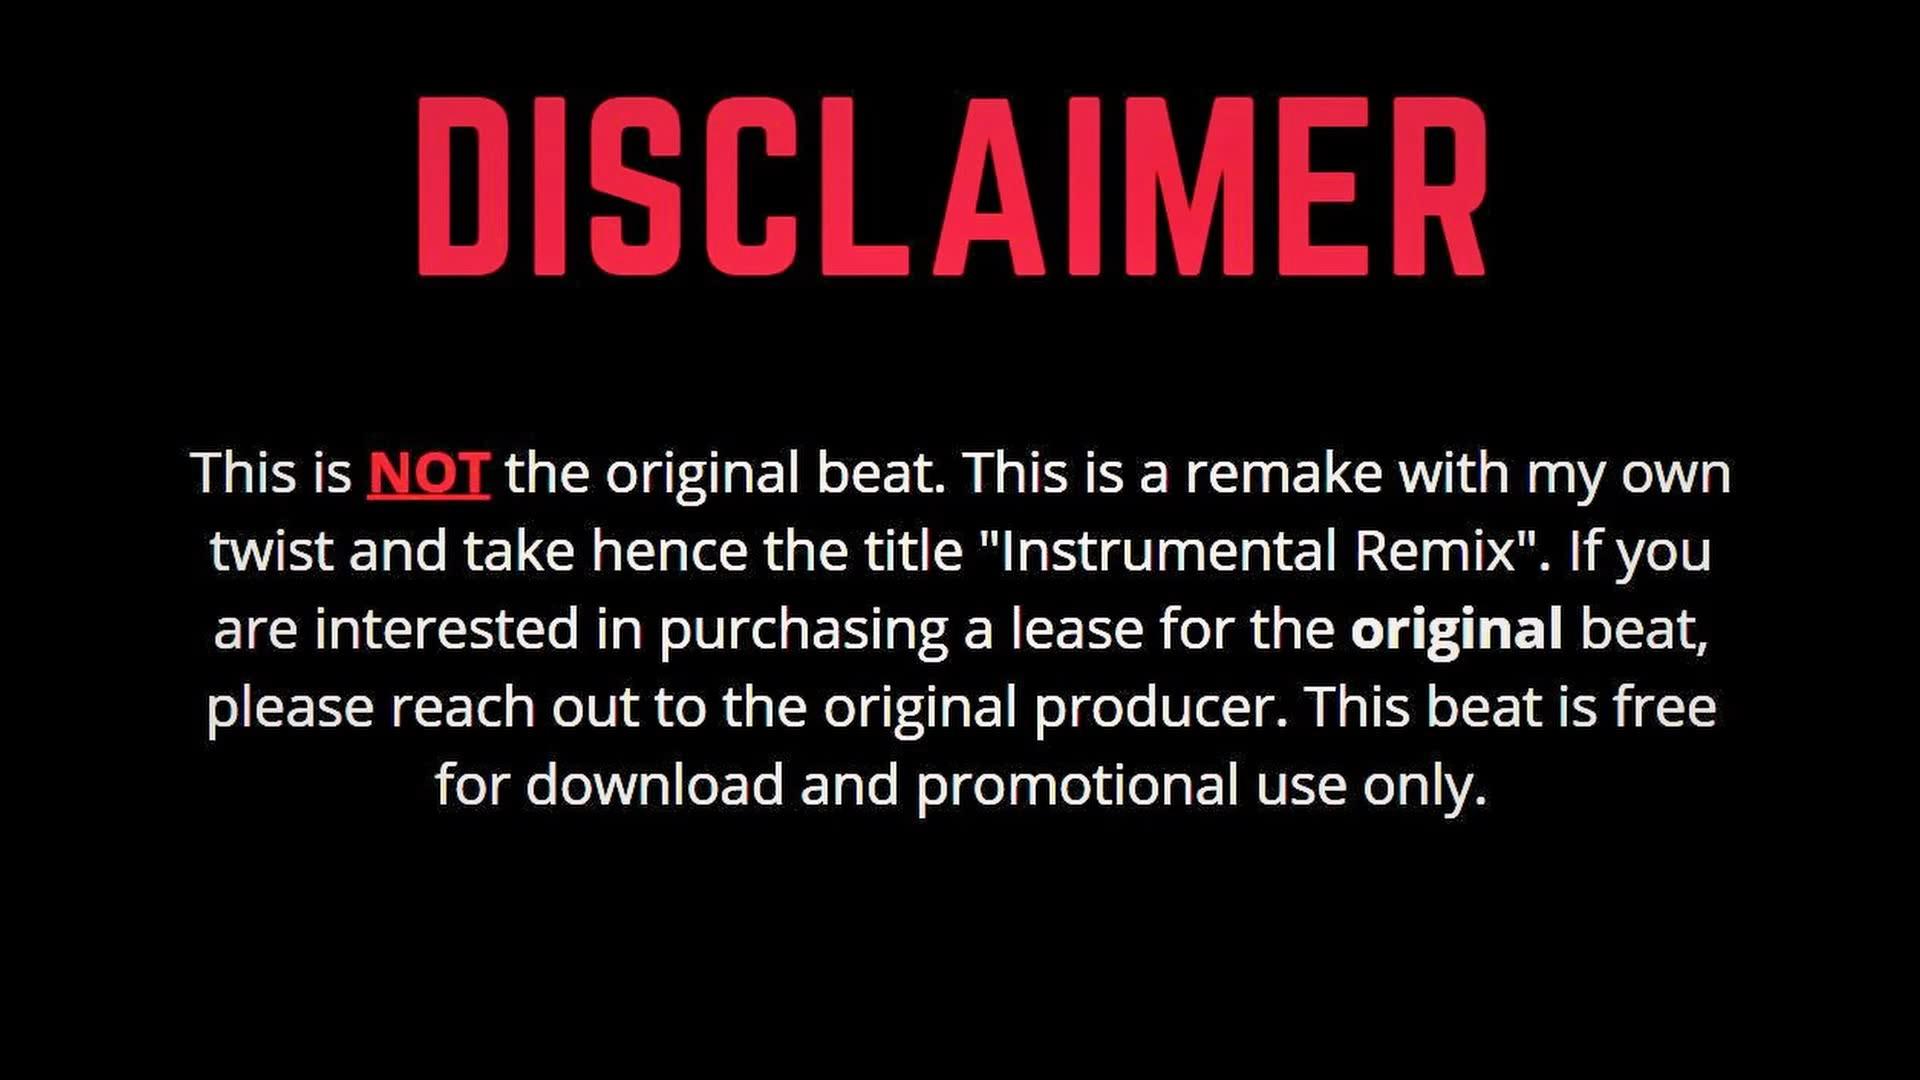 DISCLAIMER
This is NOT the original beat. This is a remake with my own
twist and take hence the title "Instrumental Remix". If you
are interested in purchasing a lease for the original beat,
please reach out to the original producer. This beat is free
for download and promotional use only.